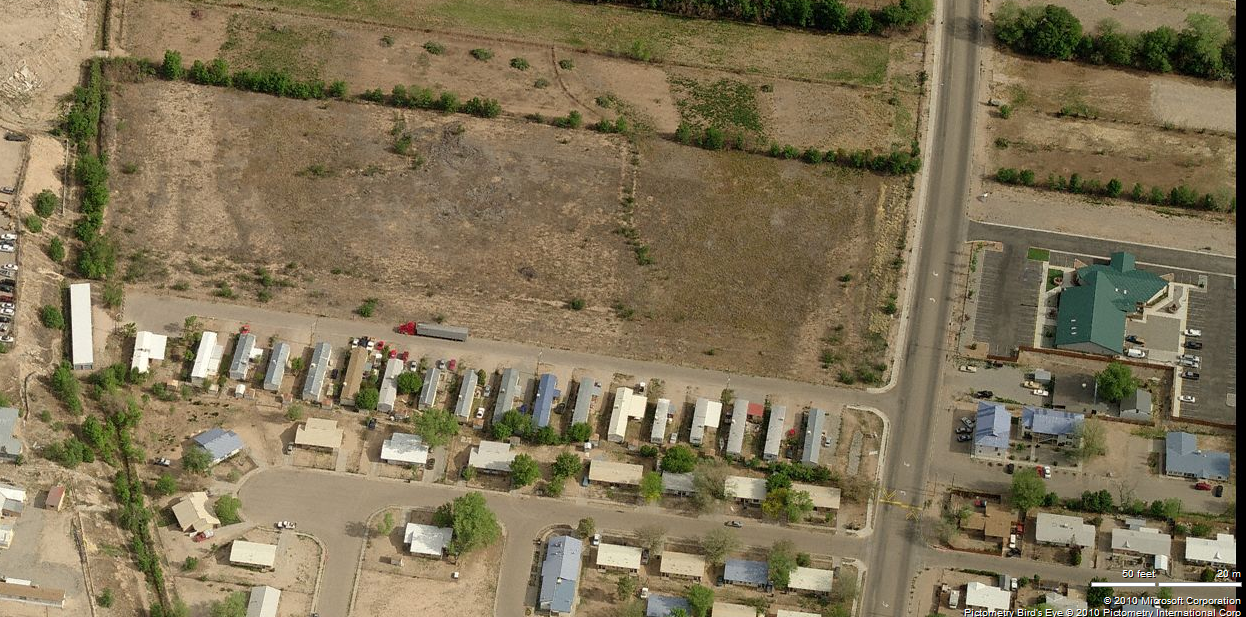 50 feet 20 m
© 2010 Microsoft Corporation
Pictometry Bird's Eye © 2010 Pictometry International Corp